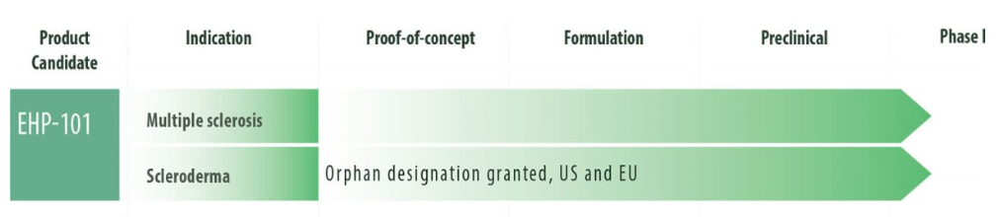 Product Candidate
Indication
Proof-of-concept
Formulation
Preclinical
Phase I
EHP-101
Multiple sclerosis
Scleroderma
Orphan designation granted, US and EU